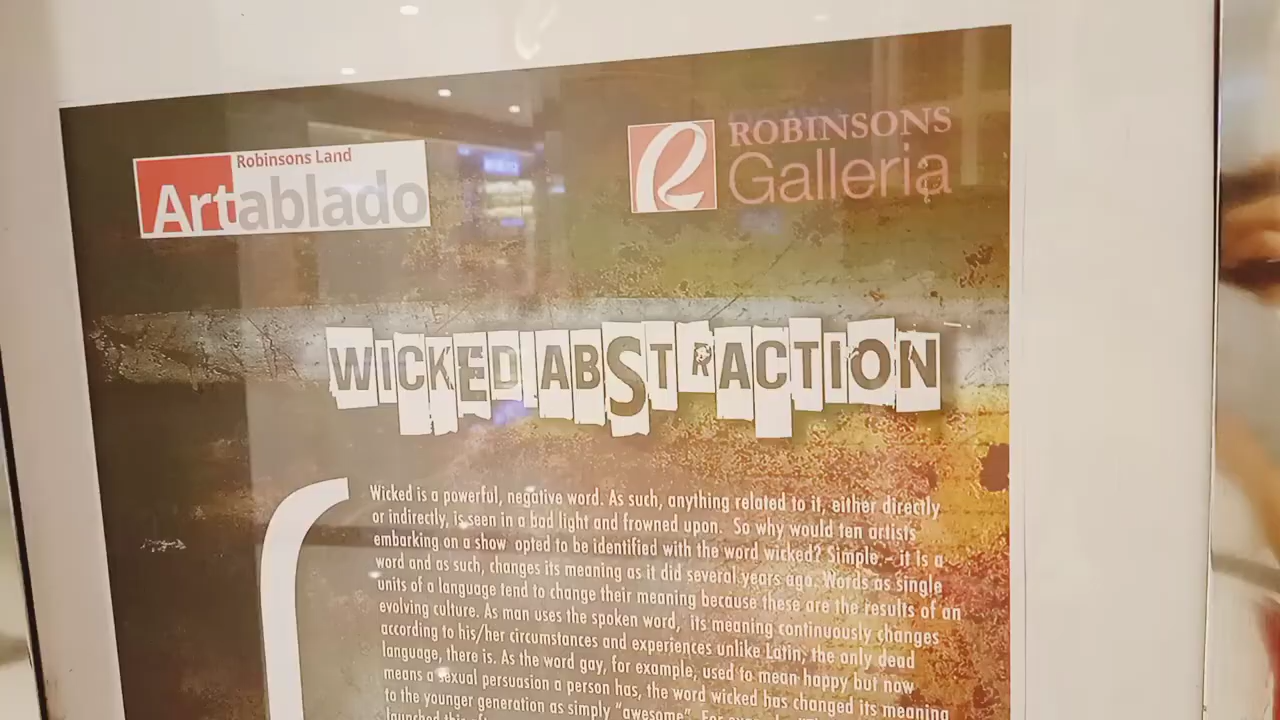 Robinsons Land
Artablado
ROBINSONS
Galleria
WICKED ABSTRACTION
Wicked is a powerful, negative word. As such, anything related to it, either directly
or indirectly, is seen in a bad light and frowned upon. So why would ten artists
embarking on a show opted to be identified with the word wicked? Simple - it is a
word and as such, changes its meaning as it did several years ago. Words as single
units of a language tend to change their meaning because these are the results of an
evolving culture. As man uses the spoken word, its meaning continuously changes
according to his/her circumstances and experiences unlike Latin, the only dead
language, there is. As the word gay, for example, used to mean happy but now
means a sexual persuasion a person has, the word wicked has changed its meaning
to the younger generation as simply "awesome". For
launched this